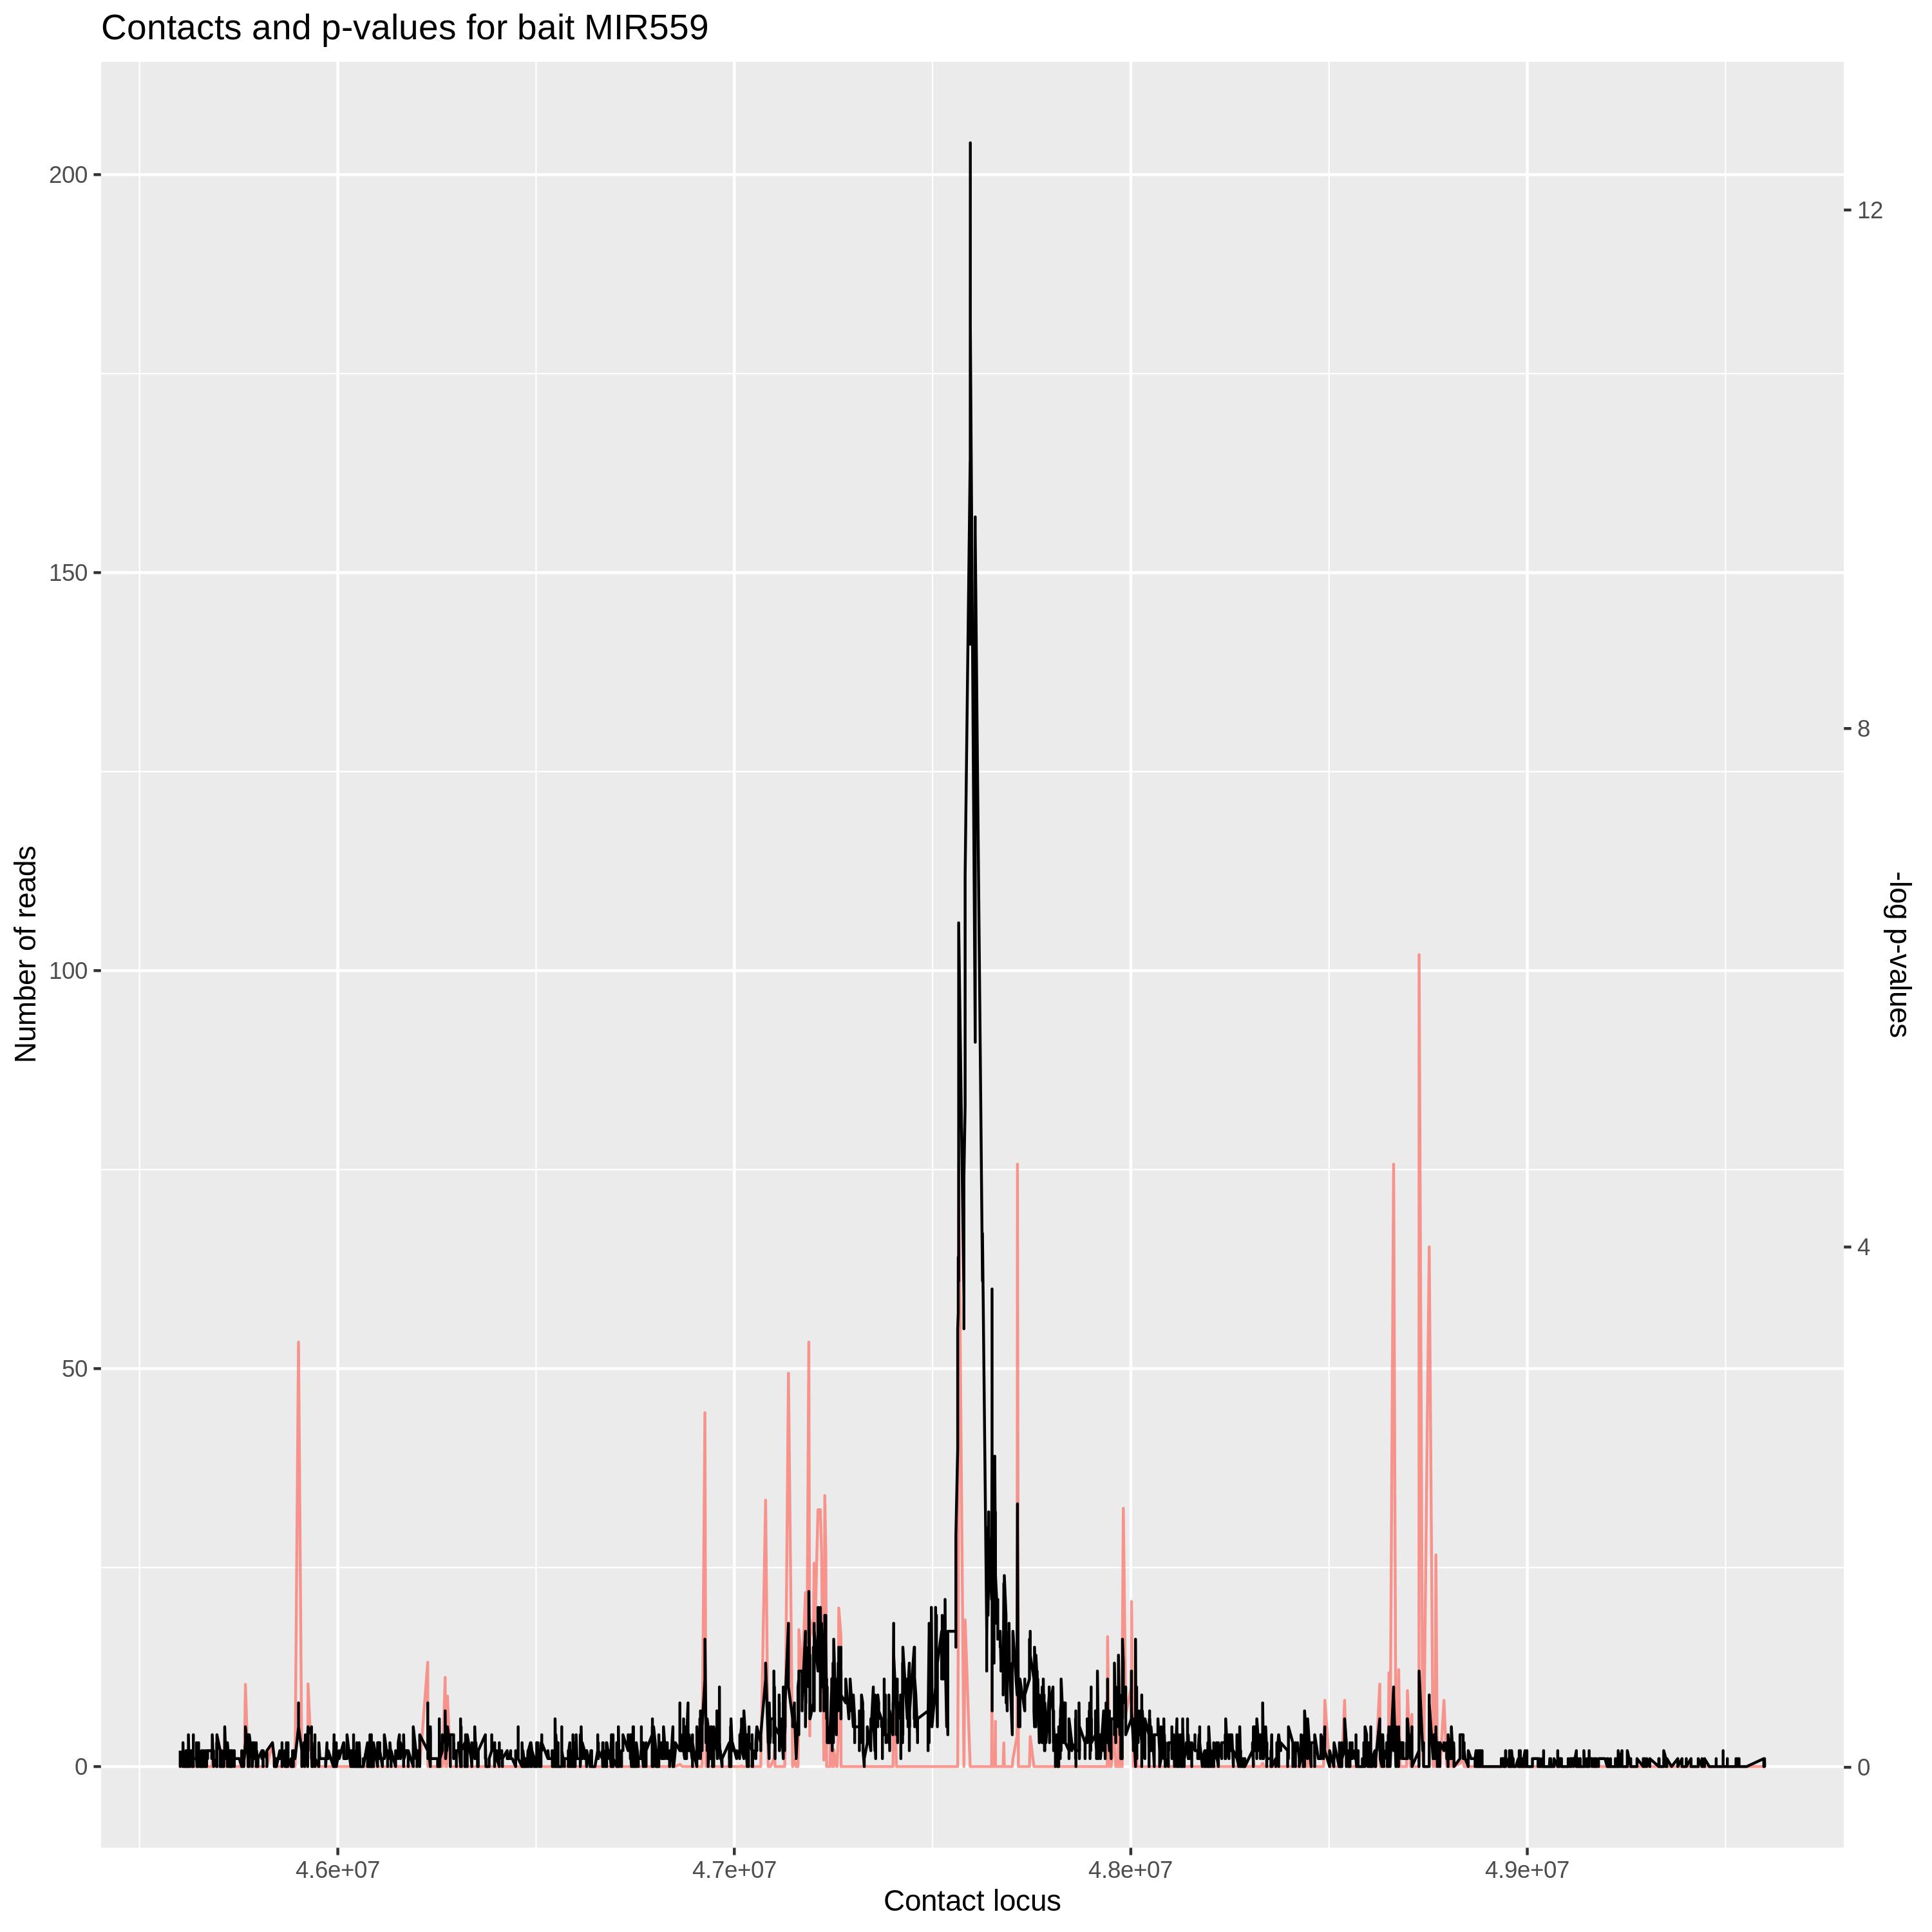 Contacts and p-values for bait MIR559
200
150
100
50
0
12
8
4
0
Number of reads
-log p-values
4.6e+07
4.7e+07
4.8e+07
4.9e+07
Contact locus